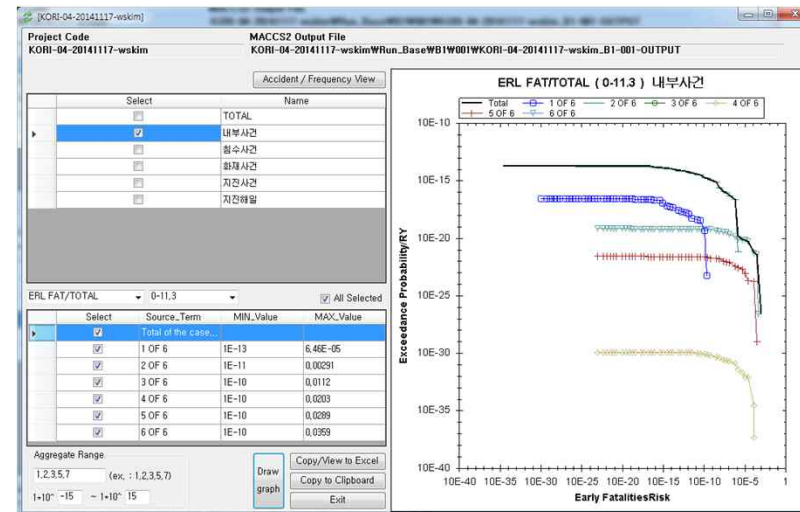 [KORI-04-20141117-wskim]
Project Code
KORI-04-20141117-wskim
MACCS2 Output File
KORI-04-20141117-wskim₩Run_Base₩B1₩001₩KORI-04-20141117-wskim_B1-001-OUTPUT
Accident / Frequency View
Select Name
TOTAL
내부사건
침수사건
화재사건
지진사건
지진해일
ERL FAT/TOTAL 0-11,3 All Selected
Select Source_Term MIN_Value MAX_Value
Total of the case...
1 OF 6 1E-13 6,46E-05
2 OF 6 1E-11 0,00291
3 OF 6 1E-10 0,0112
4 OF 6 1E-10 0,0203
5 OF 6 1E-10 0,0289
6 OF 6 1E-10 0,0359
Aggregate Range
1,2,3,5,7 (ex, : 1,2,3,5,7)
1*10^ -15 ~ 1*10^ 15
Draw graph
Copy/View to Excel
Copy to Clipboard
Exit
ERL FAT/TOTAL ( 0-11.3 ) 내부사건
Total 1 OF 6 2 OF 6 3 OF 6 4 OF 6
5 OF 6 6 OF 6
10E-10
10E-15
10E-20
10E-25
10E-30
10E-35
10E-40
Exceedance Probability/RY
10E-40 10E-35 10E-30 10E-25 10E-20 10E-15 10E-10 10E-5 1
Early FatalitiesRisk